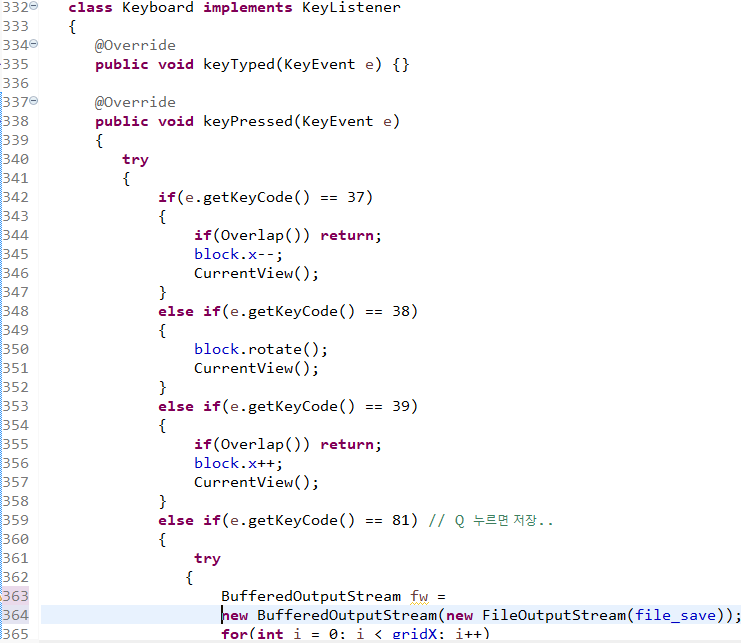 332 class Keyboard implements KeyListener
333 {
334 @Override
335 public void keyTyped(KeyEvent e) {}
336
337 @Override
338 public void keyPressed(KeyEvent e)
339 {
340 try
341 {
342 if(e.getKeyCode() == 37)
343 {
344 if(Overlap()) return;
345 block.x--;
346 CurrentView();
347 }
348 else if(e.getKeyCode() == 38)
349 {
350 block.rotate();
351 CurrentView();
352 }
353 else if(e.getKeyCode() == 39)
354 {
355 if(Overlap()) return;
356 block.x++;
357 CurrentView();
358 }
359 else if(e.getKeyCode() == 81) // Q 누르면 저장..
360 {
361 try
362 {
363 BufferedOutputStream fw =
364 new BufferedOutputStream(new FileOutputStream(file_save));
365 for(int i = 0; i < gridX; i++)